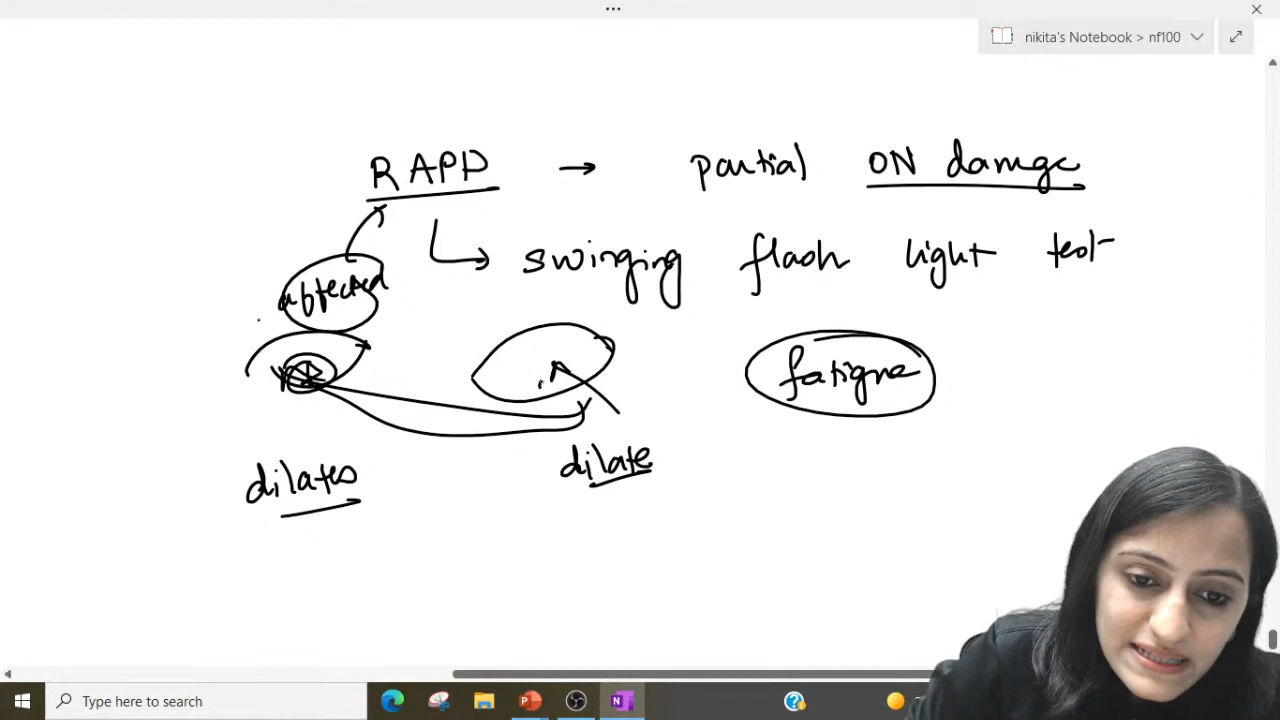 ...
nikita's Notebook > nf100
RAPD → partial ON damage
swinging flash light test
affected
fatigue
dilate
dilates
Type here to search